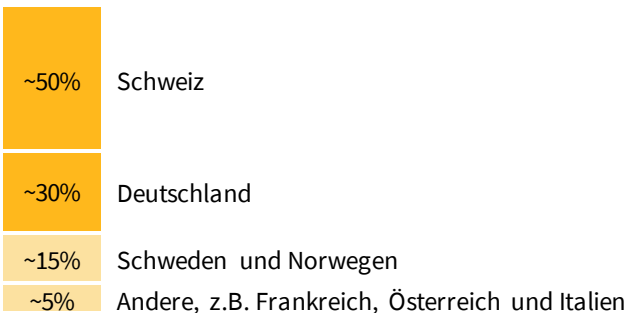 ~50% Schweiz
~30% Deutschland
~15% Schweden und Norwegen
~5% Andere, z.B. Frankreich, Österreich und Italien